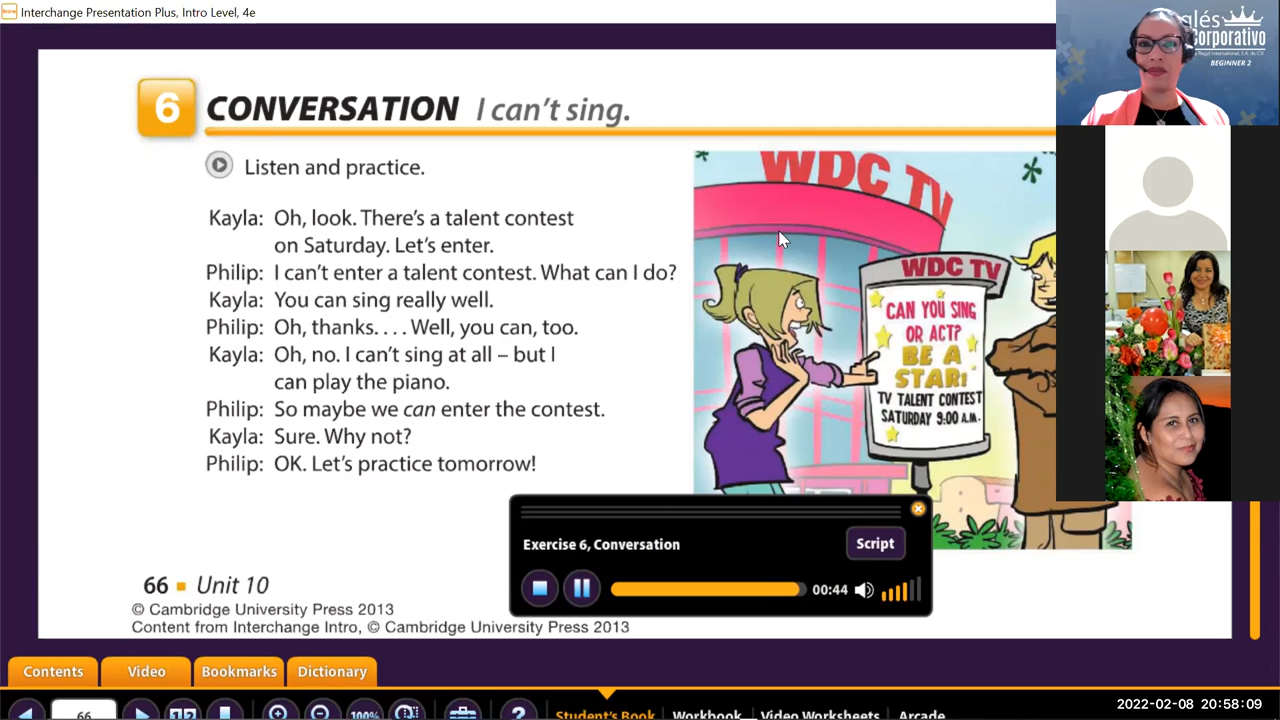 Interchange Presentation Plus, Intro Level, 4e
glés
orporativo
Regal International, S.A. de C.V.
BEGINNER 2
6 CONVERSATION I can't sing.
Listen and practice.
Kayla: Oh, look. There's a talent contest
on Saturday. Let's enter.
Philip: I can't enter a talent contest. What can I do?
Kayla: You can sing really well.
Philip: Oh, thanks. . . . Well, you can, too.
Kayla: Oh, no. I can't sing at all – but I
can play the piano.
Philip: So maybe we can enter the contest.
Kayla: Sure. Why not?
Philip: OK. Let's practice tomorrow!
WDC TV
WDC TV
CAN YOU SING
OR ACT?
BE A
STAR!
TV TALENT CONTEST
SATURDAY 9:00 A.M.
Exercise 6, Conversation
Script
00:44
66 Unit 10
© Cambridge University Press 2013
Content from Interchange Intro, © Cambridge University Press 2013
Contents Video Bookmarks Dictionary
66 100% ? Student's Book Workbook Video Worksheets Arcade
2022-02-08 20:58:09